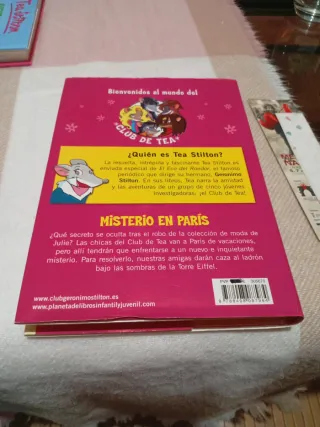 Bienvenidos al mundo del
CLUB DE TEA
¿Quién es Tea Stilton?
La resuelta, intrépida y fascinante Tea Stilton es
enviada especial de El Eco del Roedor, el famoso
periódico que dirige su hermano, Geronimo
Stilton. En sus libros, Tea narra la amistad
y las aventuras de un grupo de cinco jóvenes
investigadoras, ¡el Club de Tea!
MISTERIO EN PARÍS
¿Qué secreto se oculta tras el robo de la colección de moda de
Julie? Las chicas del Club de Tea van a París de vacaciones,
pero allí tendrán que enfrentarse a un nuevo e inquietante
misterio. Para resolverlo, nuestras amigas darán caza al ladrón
bajo las sombras de la Torre Eiffel.
www.clubgeronimostilton.es
www.planetadelibrosinfantilyjuvenil.com
PVP